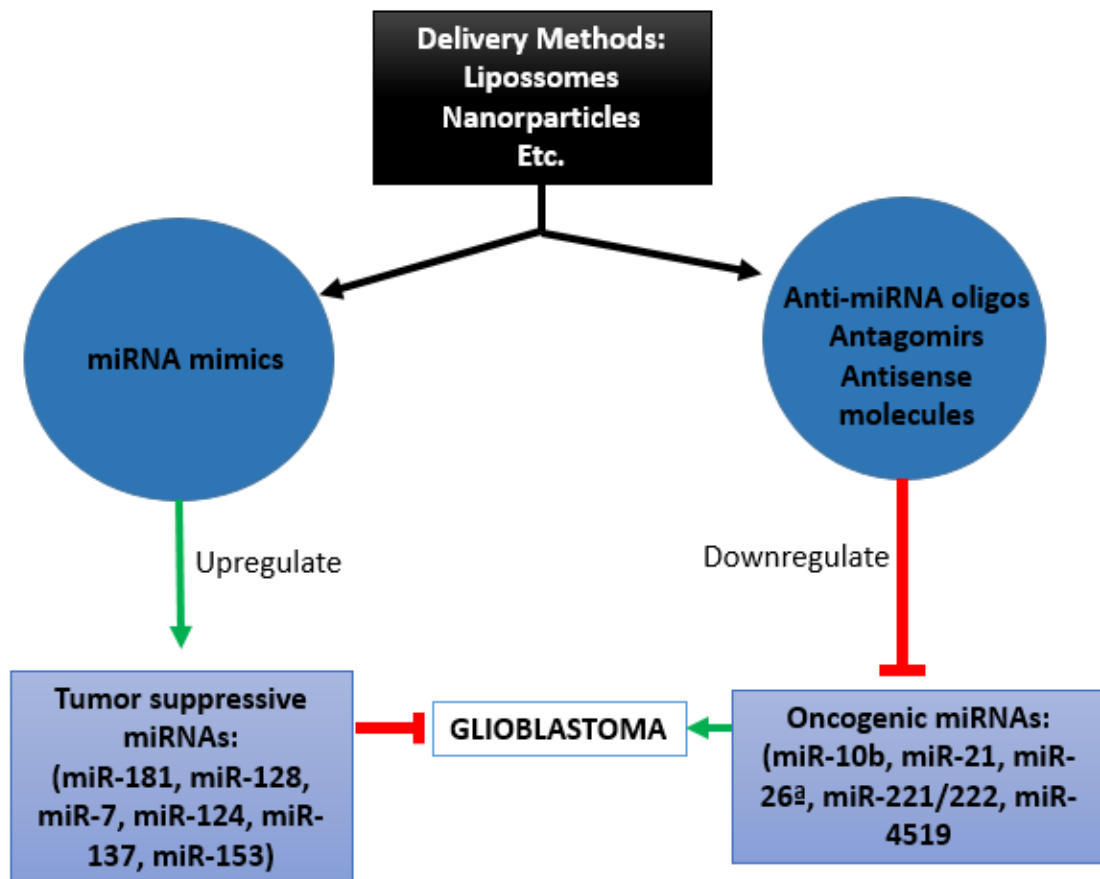 Delivery Methods:
Lipossomes
Nanorparticles
Etc.
miRNA mimics
Anti-miRNA oligos
Antagomirs
Antisense
molecules
Upregulate
Downregulate
Tumor suppressive
miRNAs:
(miR-181, miR-128,
miR-7, miR-124, miR-
137, miR-153)
GLIOBLASTOMA
Oncogenic miRNAs:
(miR-10b, miR-21, miR-
26ª, miR-221/222, miR-
4519